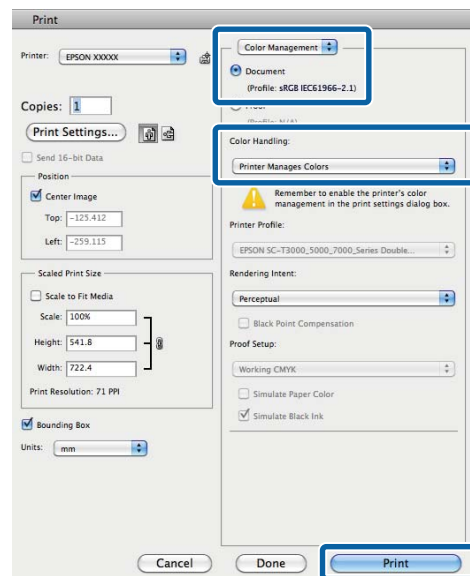 Print
Printer: EPSON XXXXX
Copies: 1
Print Settings...
Send 16-bit Data
Position
Center Image
Top: -125.412
Left: -259.115
Scaled Print Size
Scale to Fit Media
Scale: 100%
Height: 541.8
Width: 722.4
Print Resolution: 71 PPI
Bounding Box
Units: mm
Color Management
Document
(Profile: sRGB IEC61966-2.1)
(Profile: N/A)
Color Handling:
Printer Manages Colors
Remember to enable the printer's color
management in the print settings dialog box.
Printer Profile:
EPSON SC-T3000_5000_7000_Series Double...
Rendering Intent:
Perceptual
Black Point Compensation
Proof Setup:
Working CMYK
Simulate Paper Color
Simulate Black Ink
Cancel
Done
Print